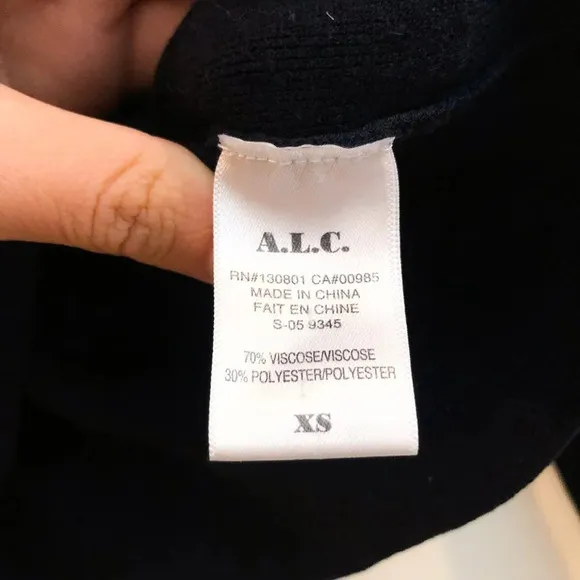 A.L.C.
RN#130801 CA#00985
MADE IN CHINA
FAIT EN CHINE
S-05 9345
70% VISCOSE/VISCOSE
30% POLYESTER/POLYESTER
XS